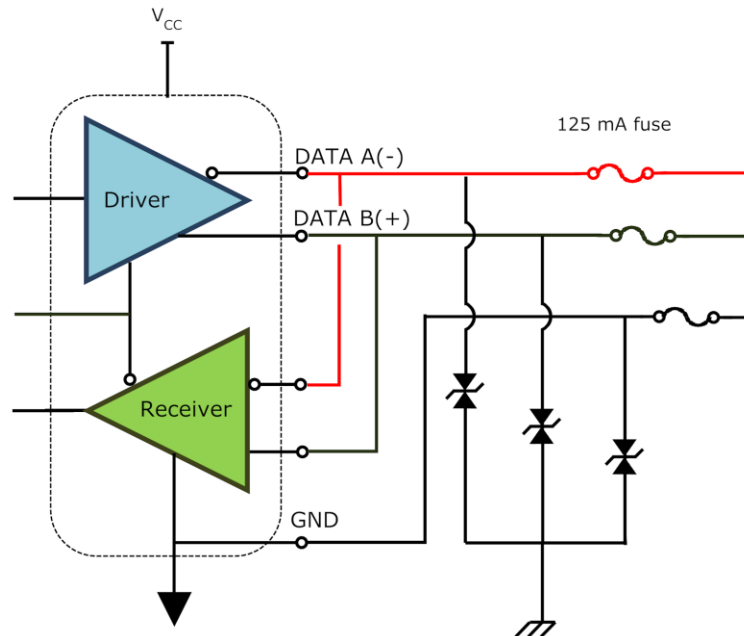 VCC
125 mA fuse
DATA A(-)
Driver
DATA B(+)
Receiver
GND